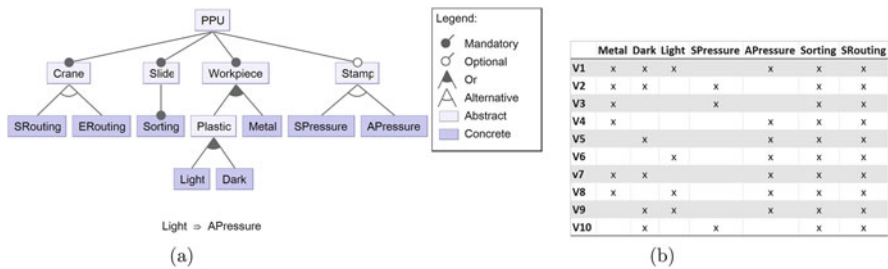 PPU
Legend:
Mandatory
Optional
Or
Alternative
Abstract
Concrete
Crane Slide Workpiece Stamp
SRouting ERouting Sorting Plastic Metal SPressure APressure
Light Dark
Light ⇒ APressure
(a)
Metal Dark Light SPressure APressure Sorting SRouting
V1 x x x x x x
V2 x x x x x
V3 x x x x
V4 x x x x
V5 x x x x
V6 x x x x
v7 x x x x x
V8 x x x x x
V9 x x x x x
V10 x x x x
(b)